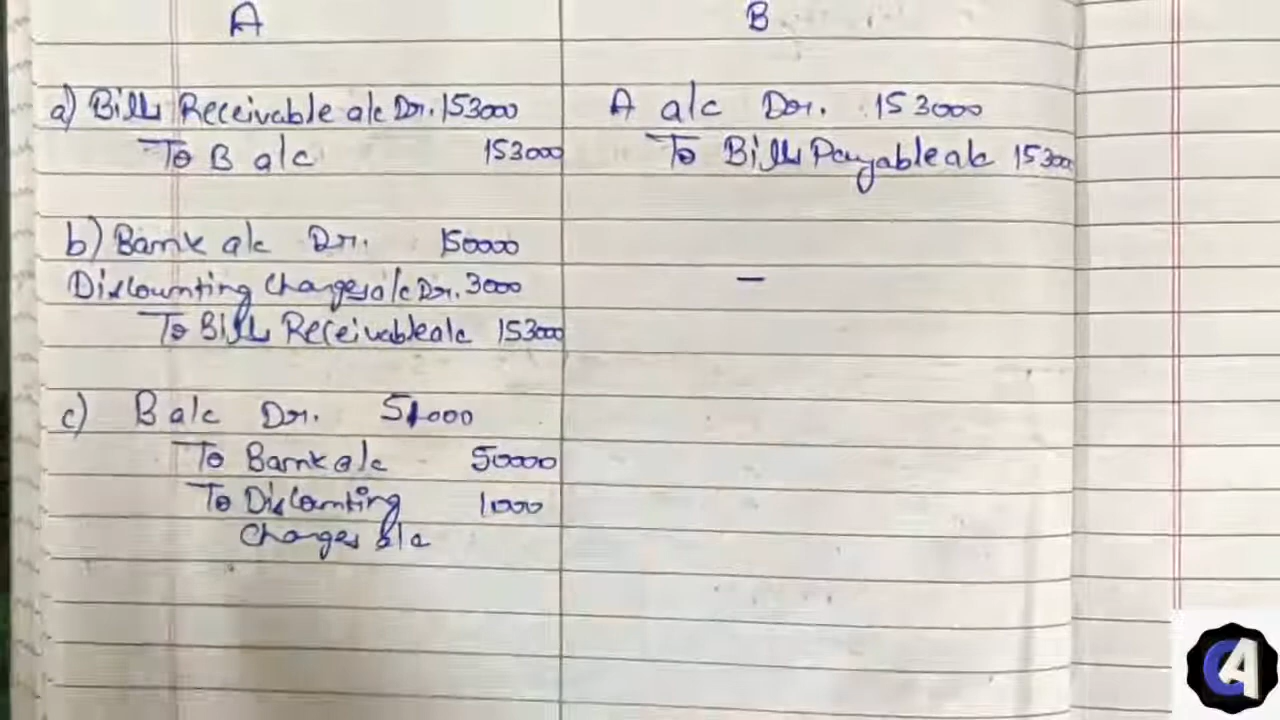 A B
a) Bills Receivable a/c Dr. 153000 A a/c Dr. 153000
To B a/c 153000 To Bills Payable a/c 153000
b) Bank a/c Dr. 150000
Discounting Charges a/c Dr. 3000 —
To Bills Receivable a/c 153000
c) B a/c Dr. 51000
To Bank a/c 50000
To Discounting 1000
Charges a/c
CA